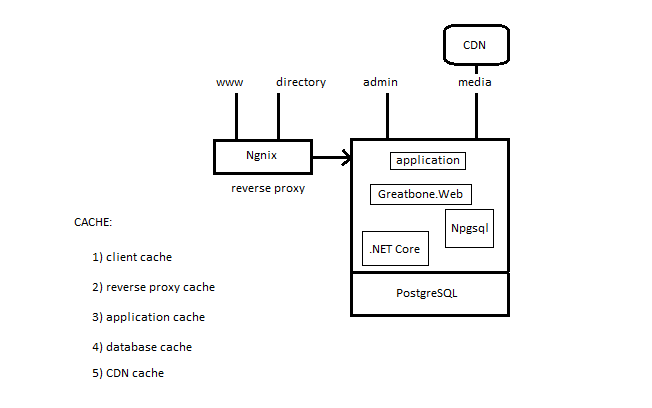 CDN
www
directory
admin
media
Ngnix
application
reverse proxy
Greatbone.Web
CACHE:
Npgsql
.NET Core
1) client cache
2) reverse proxy cache
PostgreSQL
3) application cache
4) database cache
5) CDN cache